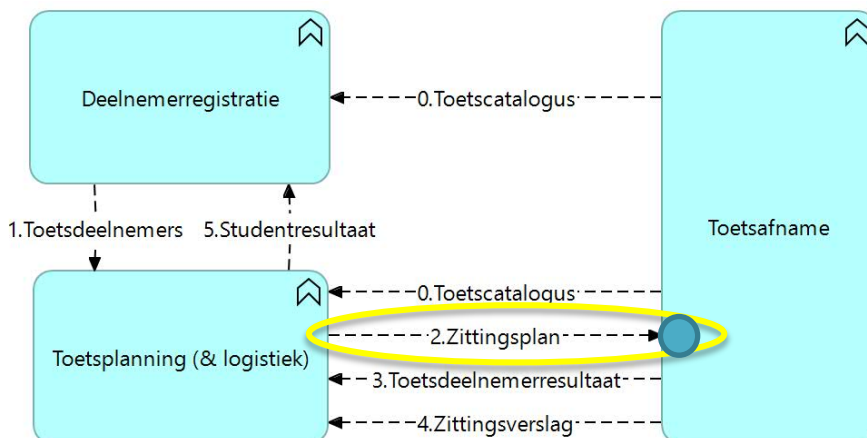 Deelnemerregistratie
0.Toetscatalogus
Toetsafname
1.Toetsdeelnemers
5.Studentresultaat
0.Toetscatalogus
2.Zittingsplan
Toetsplanning (& logistiek)
3.Toetsdeelnemerresultaat
4.Zittingsverslag